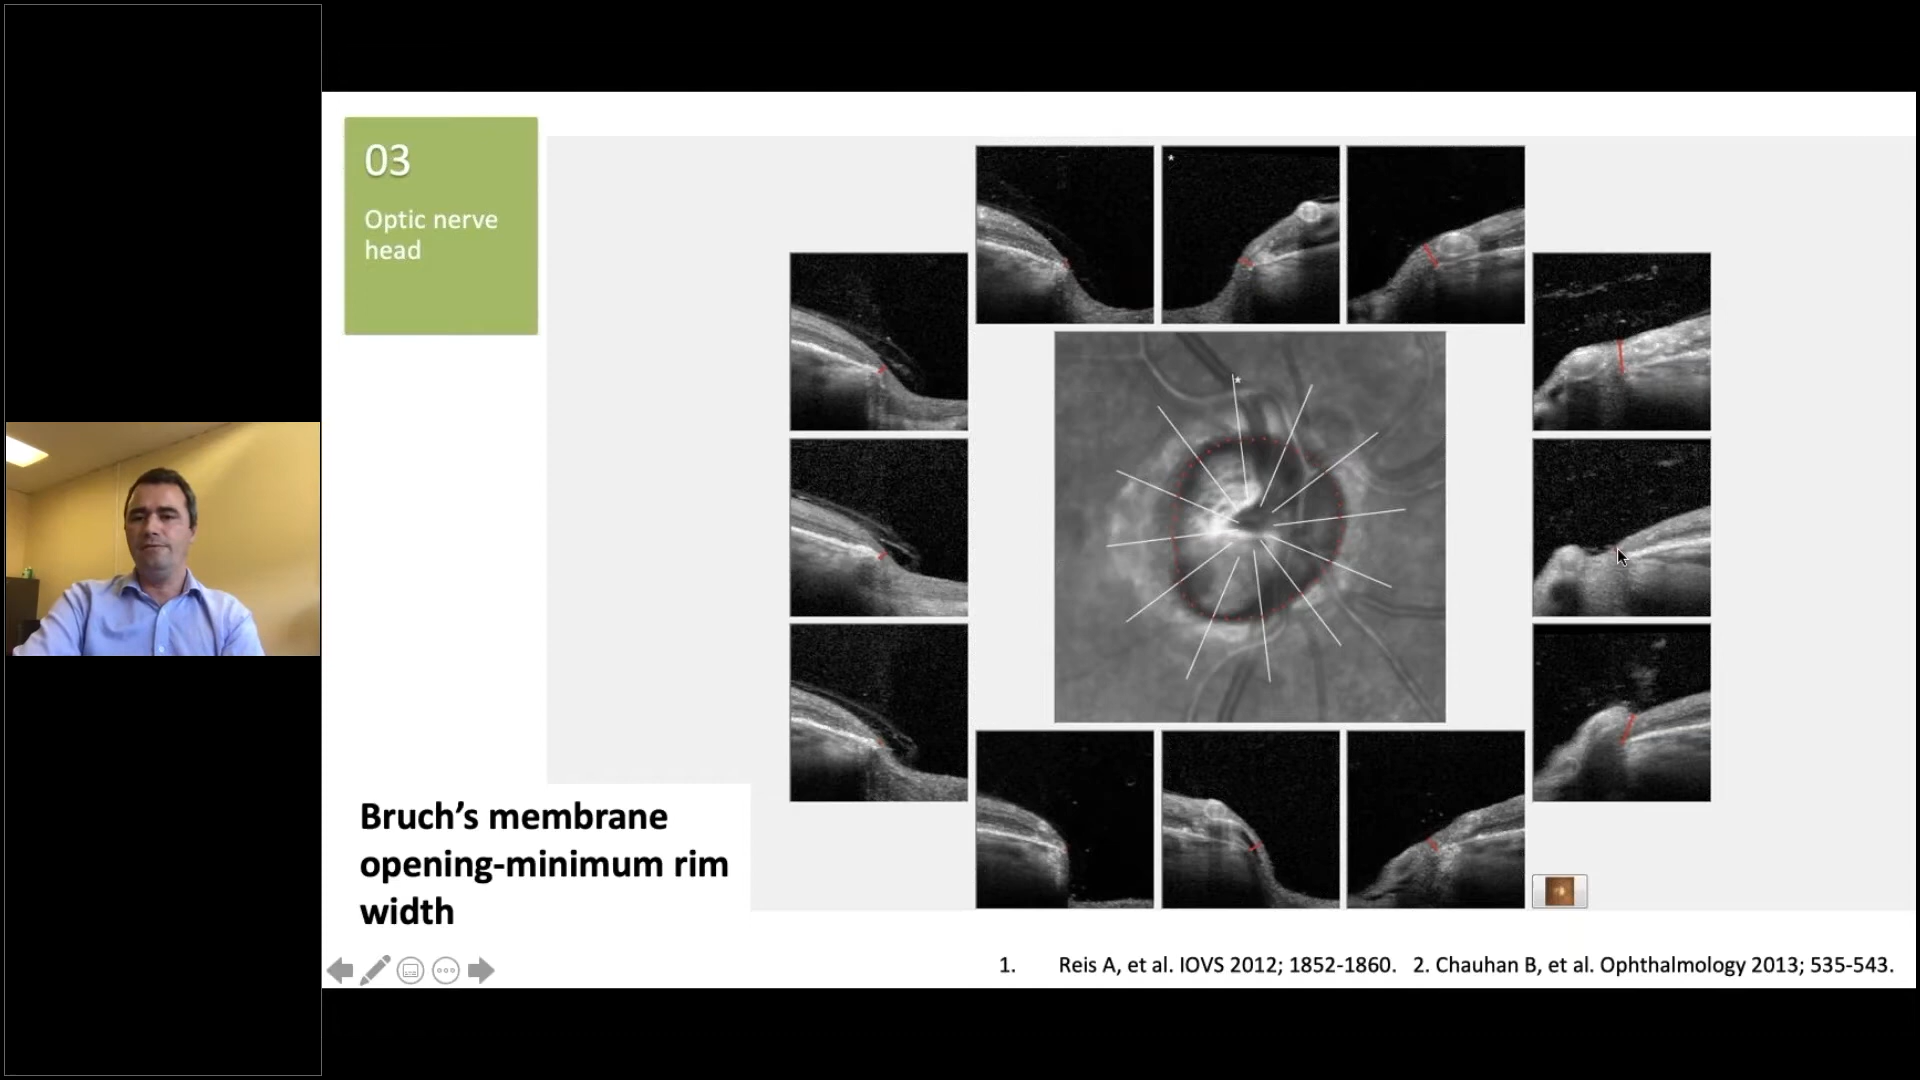 03
Optic nerve
head
*
*
Bruch’s membrane
opening-minimum rim
width
1. Reis A, et al. IOVS 2012; 1852-1860. 2. Chauhan B, et al. Ophthalmology 2013; 535-543.